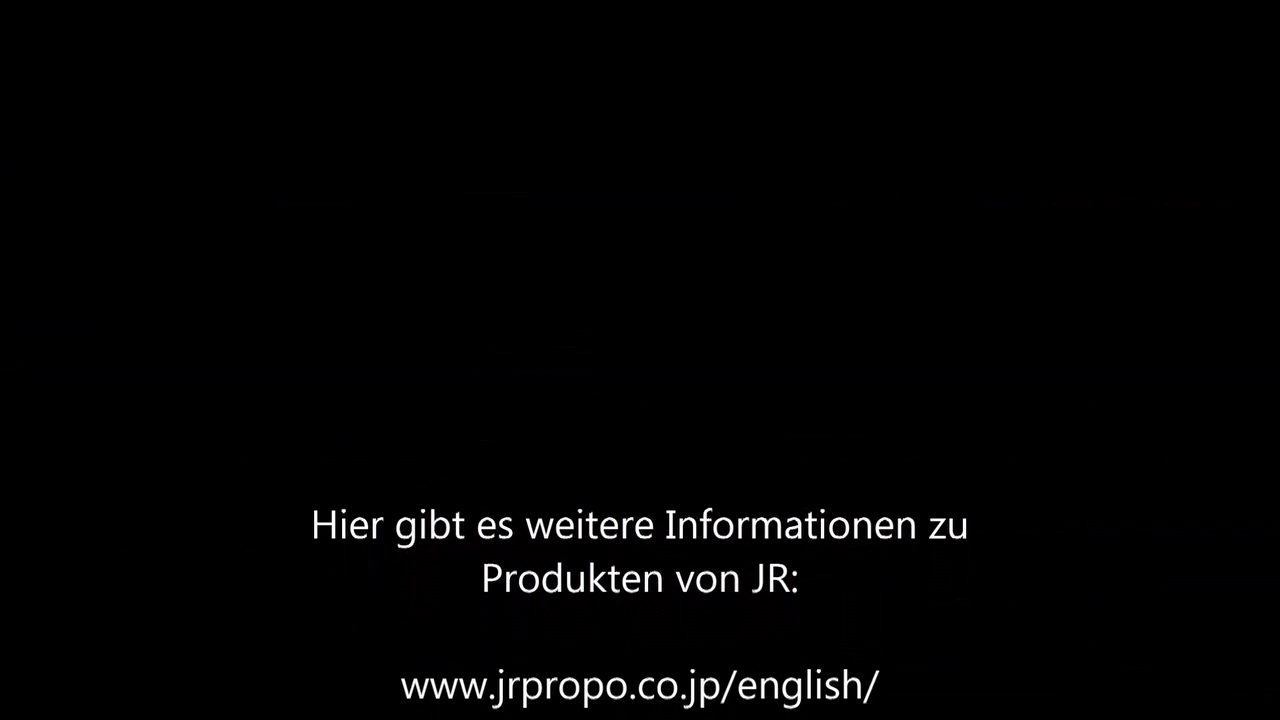 Hier gibt es weitere Informationen zu
Produkten von JR:
www.jrpropo.co.jp/english/